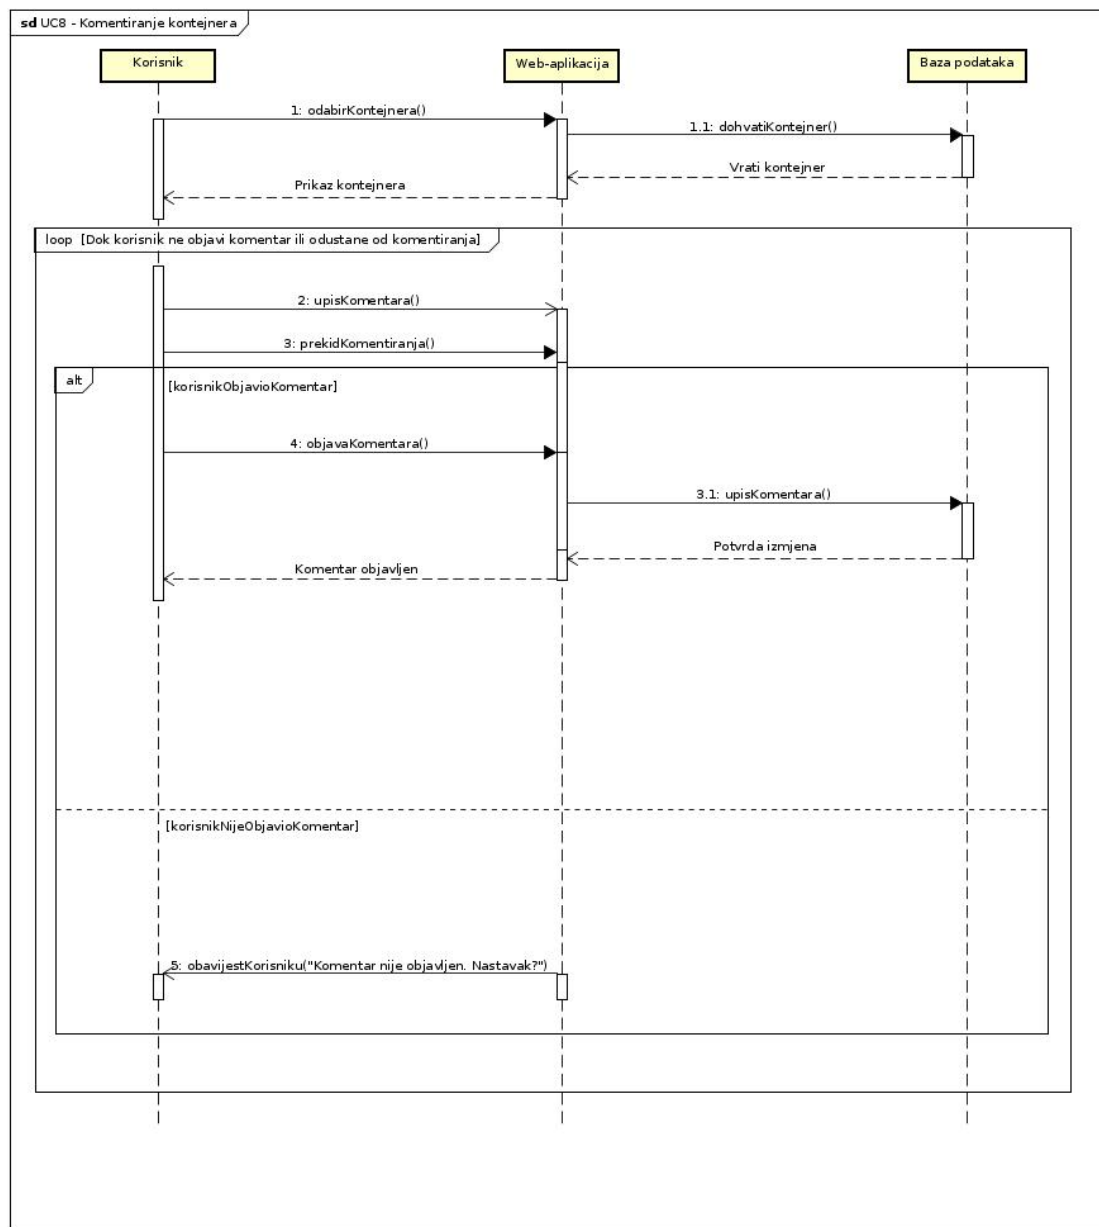 sd UC8 - Komentiranje kontejnera
Korisnik
Web-aplikacija
Baza podataka
1: odabirKontejnera()
1.1: dohvatiKontejner()
Vrati kontejner
Prikaz kontejnera
loop [Dok korisnik ne objavi komentar ili odustane od komentiranja]
2: upisKomentara()
3: prekidKomentiranja()
alt
[korisnikObjavioKomentar]
4: objavaKomentara()
3.1: upisKomentara()
Potvrda izmjena
Komentar objavljen
[korisnikNijeObjavioKomentar]
5: obavijestKorisniku("Komentar nije objavljen. Nastavak?")